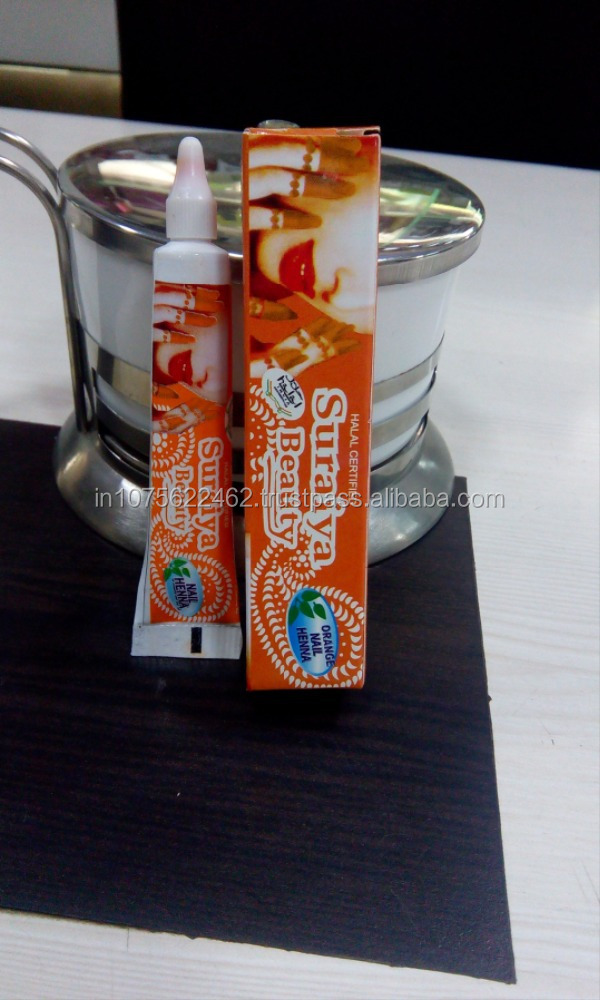 HALAL CERTIFIED
Suraiya
Beauty
ORANGE
NAIL
HENNA
Suraiya
Beauty
NAIL
HENNA
in1075622462.trustpass.alibaba.com